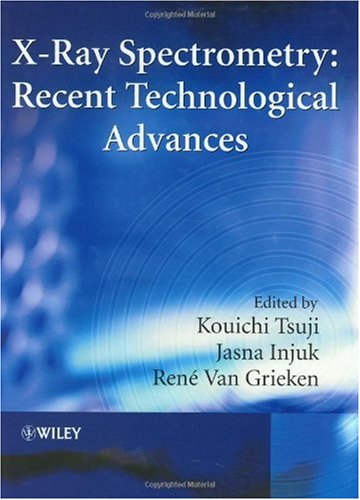 Copyrighted Material
X-Ray Spectrometry:
Recent Technological
Advances
Edited by
Kouichi Tsuji
Jasna Injuk
René Van Grieken
WILEY
Copyrighted Material